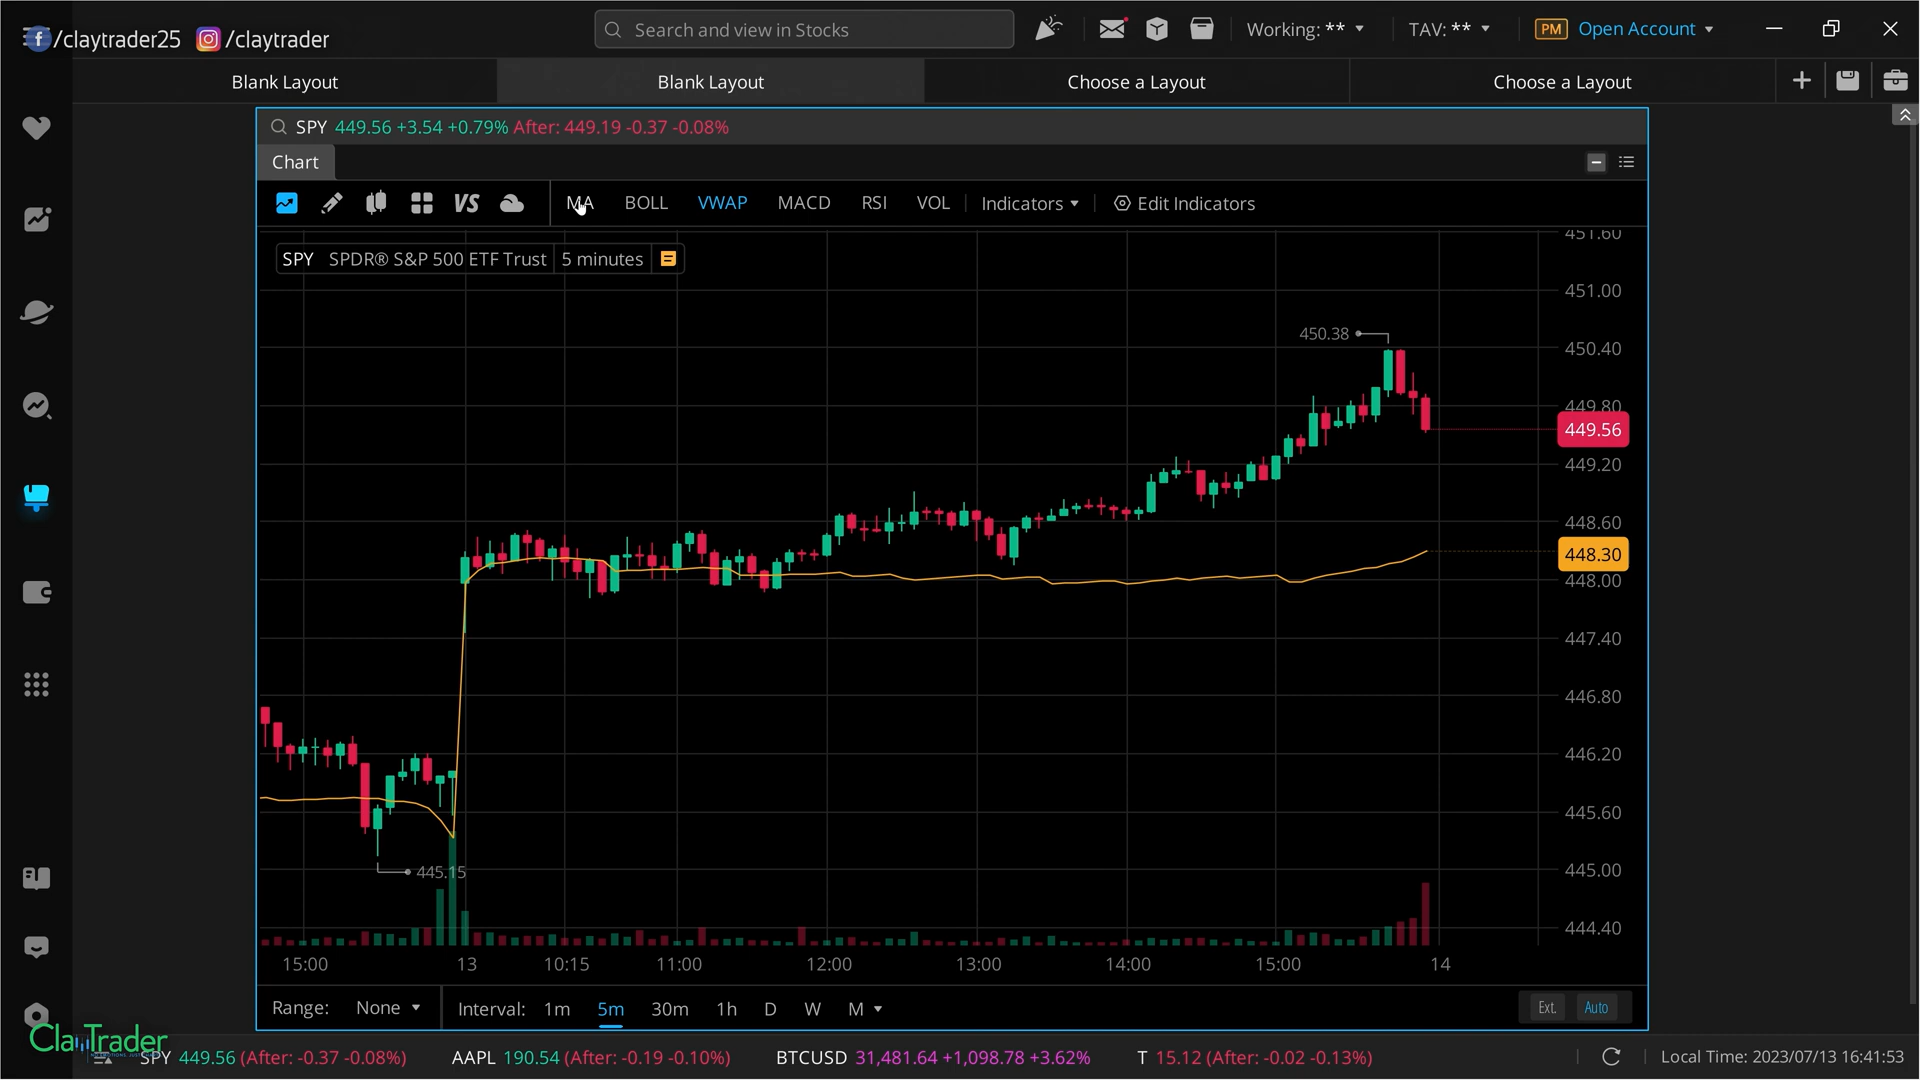 /claytrader25 /claytrader
Search and view in Stocks
Working: ** TAV: ** PM Open Account
Blank Layout Blank Layout Choose a Layout Choose a Layout
SPY 449.56 +3.54 +0.79% After: 449.19 -0.37 -0.08%
Chart
VS MA BOLL VWAP MACD RSI VOL Indicators Edit Indicators
451.60
SPY SPDR® S&P 500 ETF Trust 5 minutes
451.00
450.38
450.40
449.80
449.56
449.20
448.60
448.30
448.00
447.40
446.80
446.20
445.60
445.00
445.15
444.40
15:00 13 10:15 11:00 12:00 13:00 14:00 15:00 14
Range: None Interval: 1m 5m 30m 1h D W M Ext. Auto
ClayTrader
SPY 449.56 (After: -0.37 -0.08%) AAPL 190.54 (After: -0.19 -0.10%) BTCUSD 31,481.64 +1,098.78 +3.62% T 15.12 (After: -0.02 -0.13%) Local Time: 2023/07/13 16:41:53